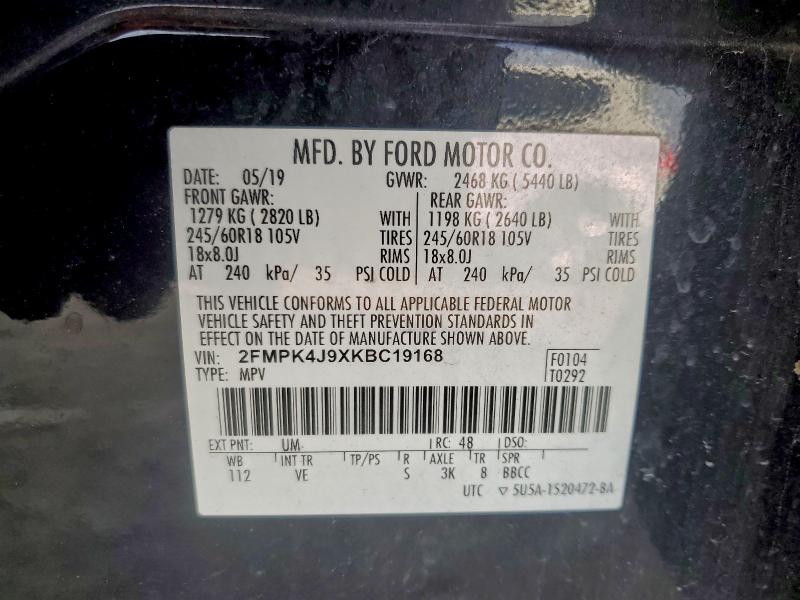 MFD. BY FORD MOTOR CO.
DATE: 05/19 GVWR: 2468 KG ( 5440 LB)
FRONT GAWR: REAR GAWR:
1279 KG ( 2820 LB) WITH 1198 KG ( 2640 LB) WITH
245/60R18 105V TIRES 245/60R18 105V TIRES
18x8.0J RIMS 18x8.0J RIMS
AT 240 kPa/ 35 PSI COLD AT 240 kPa/ 35 PSI COLD
THIS VEHICLE CONFORMS TO ALL APPLICABLE FEDERAL MOTOR
VEHICLE SAFETY AND THEFT PREVENTION STANDARDS IN
EFFECT ON THE DATE OF MANUFACTURE SHOWN ABOVE.
VIN: 2FMPK4J9XKBC19168 F0104
TYPE: MPV T0292
EXT PNT: UM RC: 48 DSO:
WB INT TR TP/PS R AXLE TR SPR
112 VE S 3K 8 BBCC
UTC ▽ 5U5A-1520472-BA